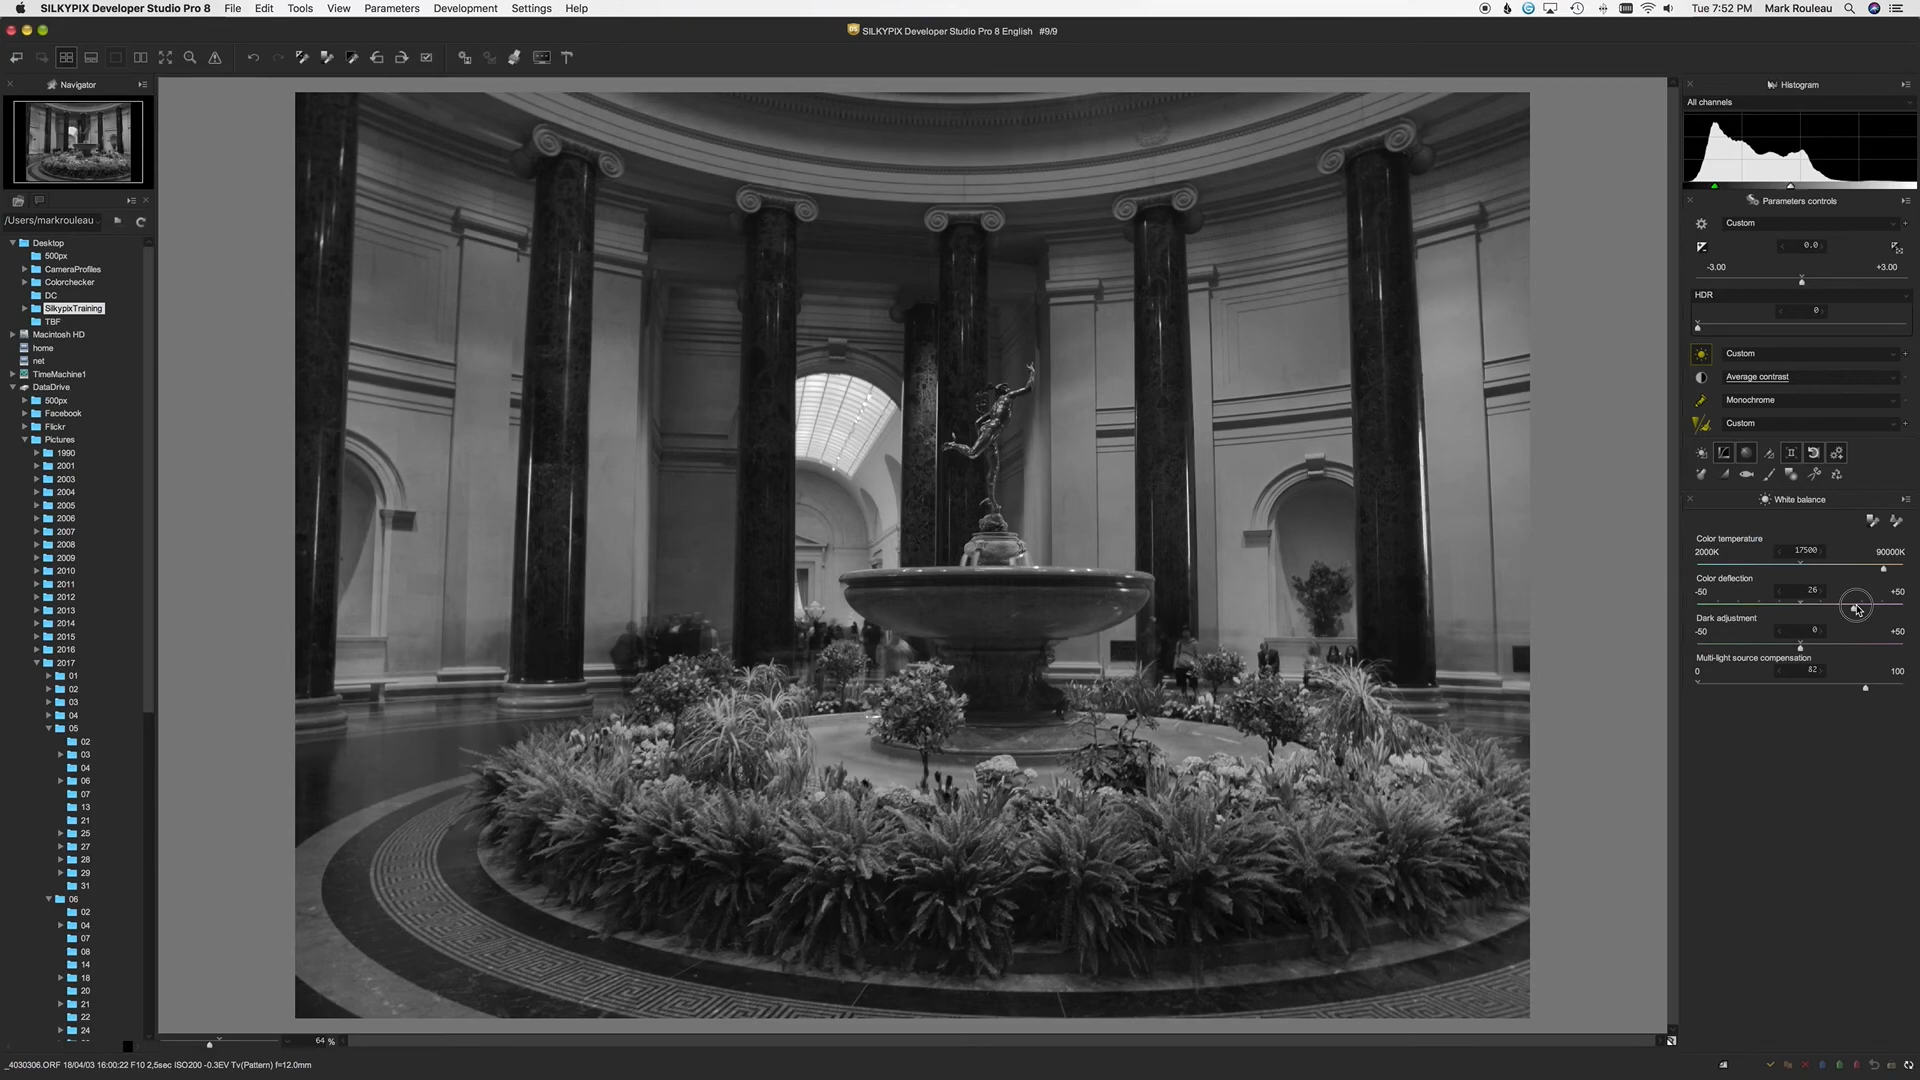 SILKYPIX Developer Studio Pro 8 File Edit Tools View Parameters Development Settings Help Tue 7:52 PM Mark Rouleau
SILKYPIX Developer Studio Pro 8 English #9/9
Navigator
/Users/markrouleau
Desktop
500px
CameraProfiles
Colorchecker
DC
SilkypixTraining
TBF
Macintosh HD
home
net
TimeMachine1
DataDrive
500px
Facebook
Flickr
Pictures
1990
2001
2003
2004
2005
2006
2007
2008
2009
2010
2011
2012
2013
2014
2015
2016
2017
01
02
03
04
05
02
03
04
06
07
13
21
25
27
28
29
31
06
02
04
07
08
14
18
20
21
22
24
64 %
_4030306.ORF 18/04/03 16:00:22 F10 2,5sec ISO200 -0.3EV Tv(Pattern) f=12.0mm
Histogram
All channels
Parameters controls
Custom
0.0
-3.00 +3.00
HDR
0
Custom
Average contrast
Monochrome
Custom
White balance
Color temperature
2000K 17500 90000K
Color deflection
-50 26 +50
Dark adjustment
-50 0 +50
Multi-light source compensation
0 82 100